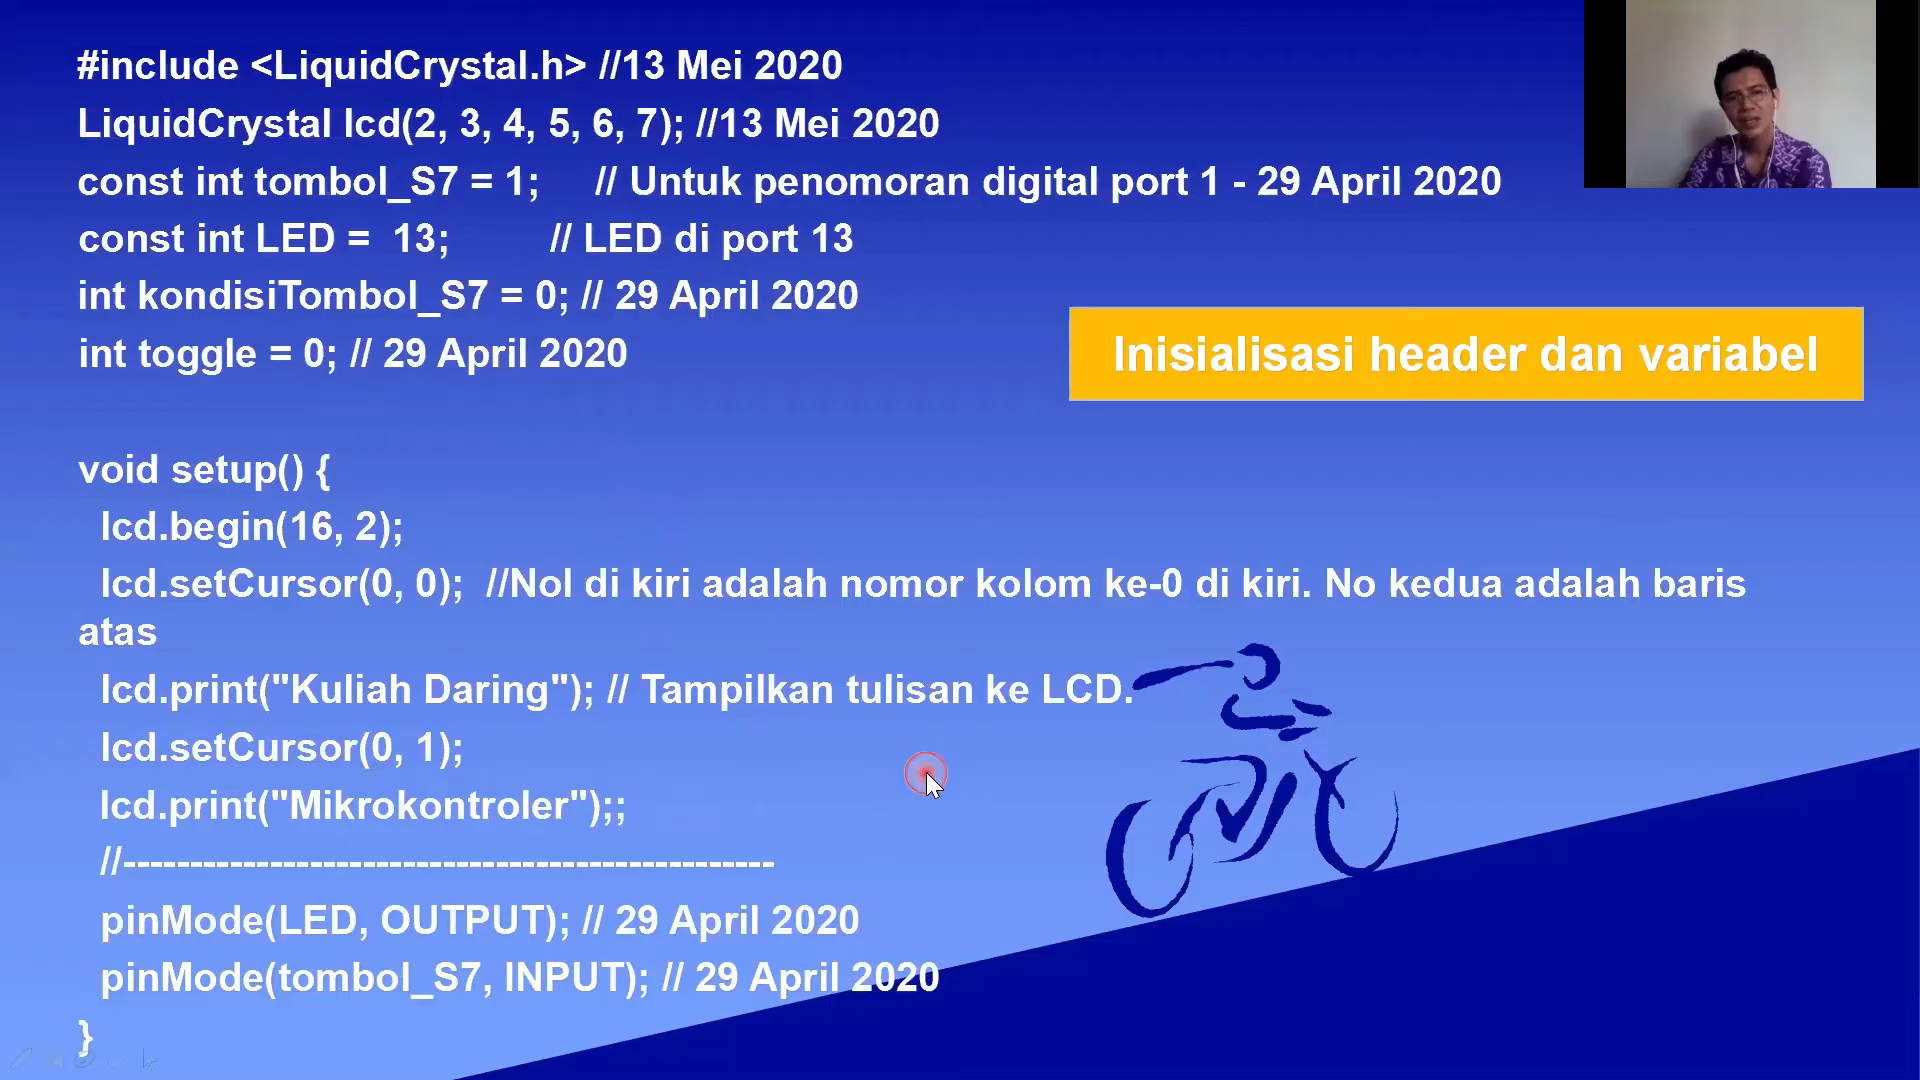 #include <LiquidCrystal.h> //13 Mei 2020
LiquidCrystal lcd(2, 3, 4, 5, 6, 7); //13 Mei 2020
const int tombol_S7 = 1;     // Untuk penomoran digital port 1 - 29 April 2020
const int LED =  13;         // LED di port 13
int kondisiTombol_S7 = 0; // 29 April 2020
int toggle = 0; // 29 April 2020
Inisialisasi header dan variabel
void setup() {
  lcd.begin(16, 2);
  lcd.setCursor(0, 0);  //Nol di kiri adalah nomor kolom ke-0 di kiri. No kedua adalah baris
atas
  lcd.print("Kuliah Daring"); // Tampilkan tulisan ke LCD.
  lcd.setCursor(0, 1);
  lcd.print("Mikrokontroler");;
  //-------------------------------------------------
  pinMode(LED, OUTPUT); // 29 April 2020
  pinMode(tombol_S7, INPUT); // 29 April 2020
}